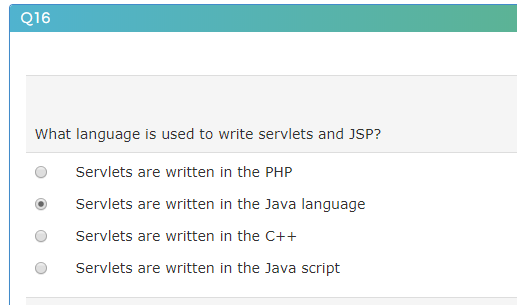 Q16
What language is used to write servlets and JSP?
Servlets are written in the PHP
Servlets are written in the Java language
Servlets are written in the C++
Servlets are written in the Java script